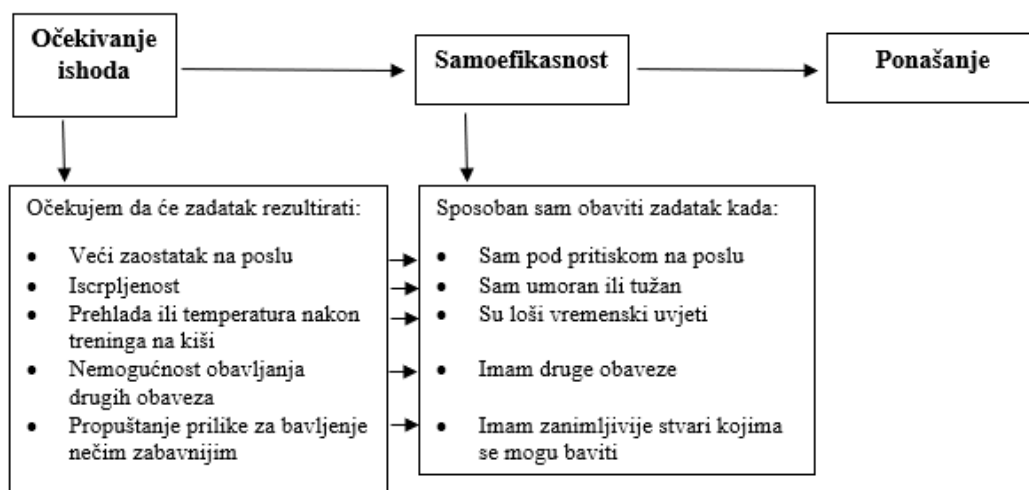 Očekivanje
ishoda
Samoefikasnost
Ponašanje
Očekujem da će zadatak rezultirati:
• Veći zaostatak na poslu
• Iscrpljenost
• Prehlada ili temperatura nakon
treninga na kiši
• Nemogućnost obavljanja
drugih obaveza
• Propuštanje prilike za bavljenje
nečim zabavnijim
Sposoban sam obaviti zadatak kada:
• Sam pod pritiskom na poslu
• Sam umoran ili tužan
• Su loši vremenski uvjeti
• Imam druge obaveze
• Imam zanimljivije stvari kojima
se mogu baviti